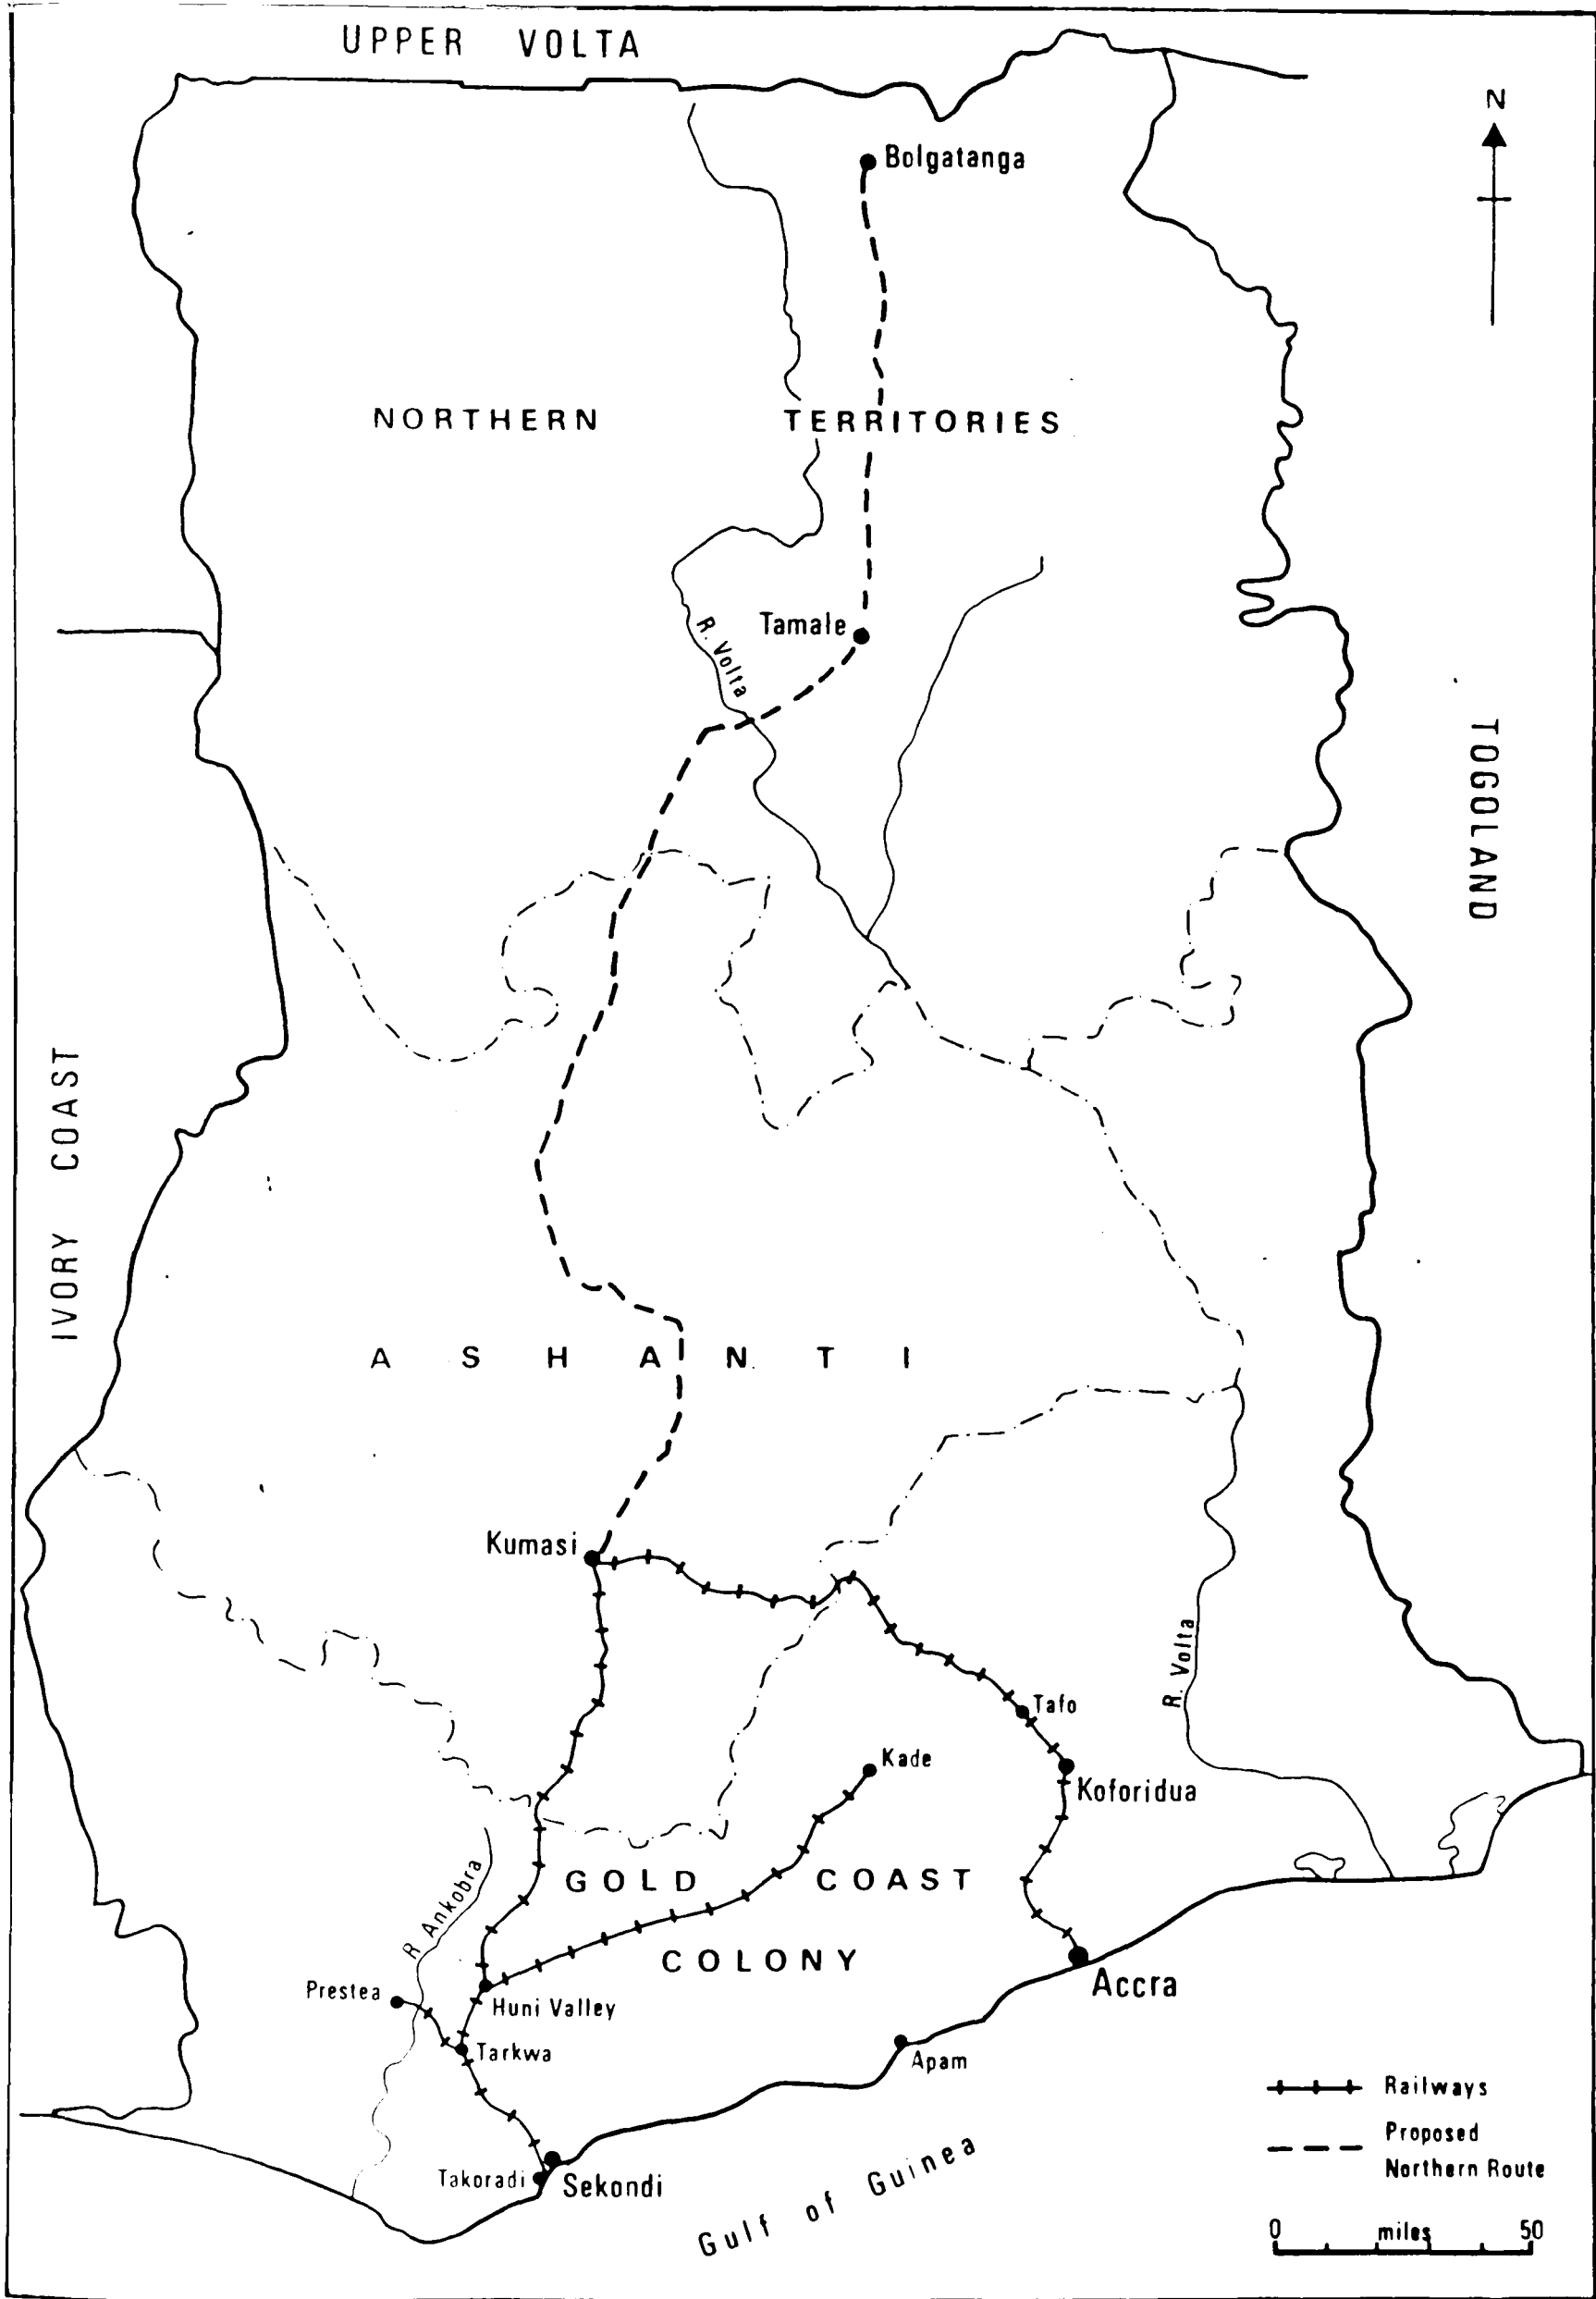 UPPER VOLTA
N
Bolgatanga
NORTHERN TERRITORIES
Tamale
R. Volta
TOGOLAND
IVORY COAST
ASHANTI
Kumasi
R. Volta
Tafo
Kade
Koforidua
GOLD COAST
R Ankobra
COLONY
Prestea
Accra
Huni Valley
Tarkwa
Apam
Railways
Proposed
Northern Route
Takoradi
Sekondi
Gulf of Guinea
0 miles 50